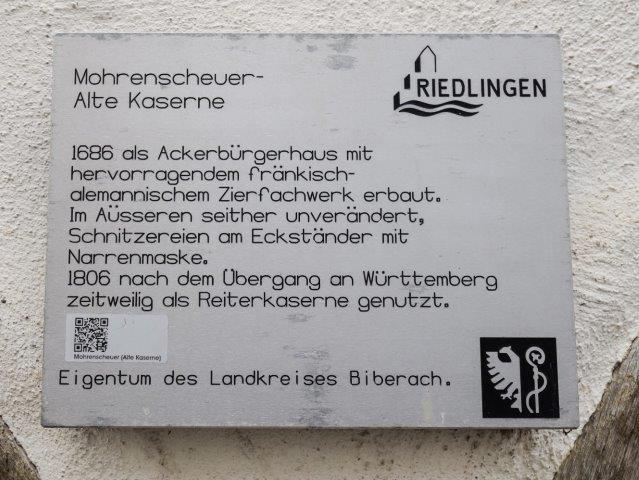 Mohrenscheuer-
Alte Kaserne
RIEDLINGEN
1686 als Ackerbürgerhaus mit
hervorragendem fränkisch-
alemannischem Zierfachwerk erbaut.
Im Aüsseren seither unverändert,
Schnitzereien am Eckständer mit
Narrenmaske.
1806 nach dem Übergang an Württemberg
zeitweilig als Reiterkaserne genutzt.
Mohrenscheuer (Alte Kaserne)
Eigentum des Landkreises Biberach.